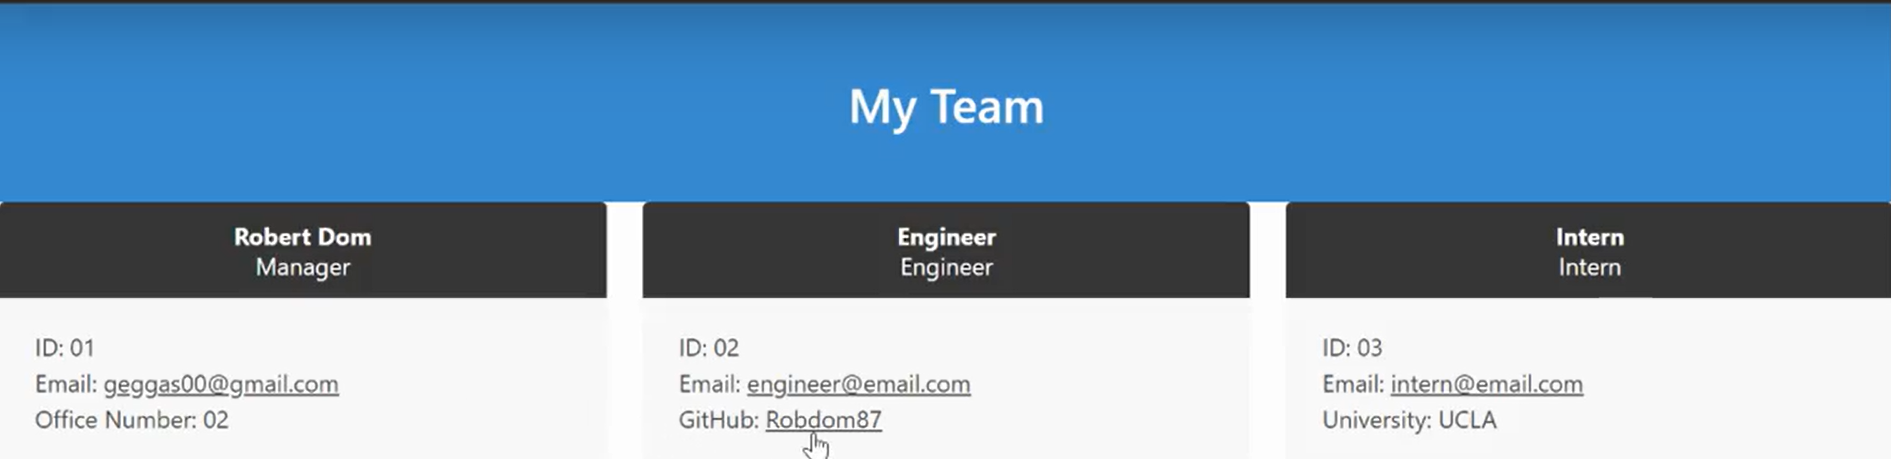 My Team
Robert Dom
Manager
ID: 01
Email: geggas00@gmail.com
Office Number: 02
Engineer
Engineer
ID: 02
Email: engineer@email.com
GitHub: Robdom87
Intern
Intern
ID: 03
Email: intern@email.com
University: UCLA